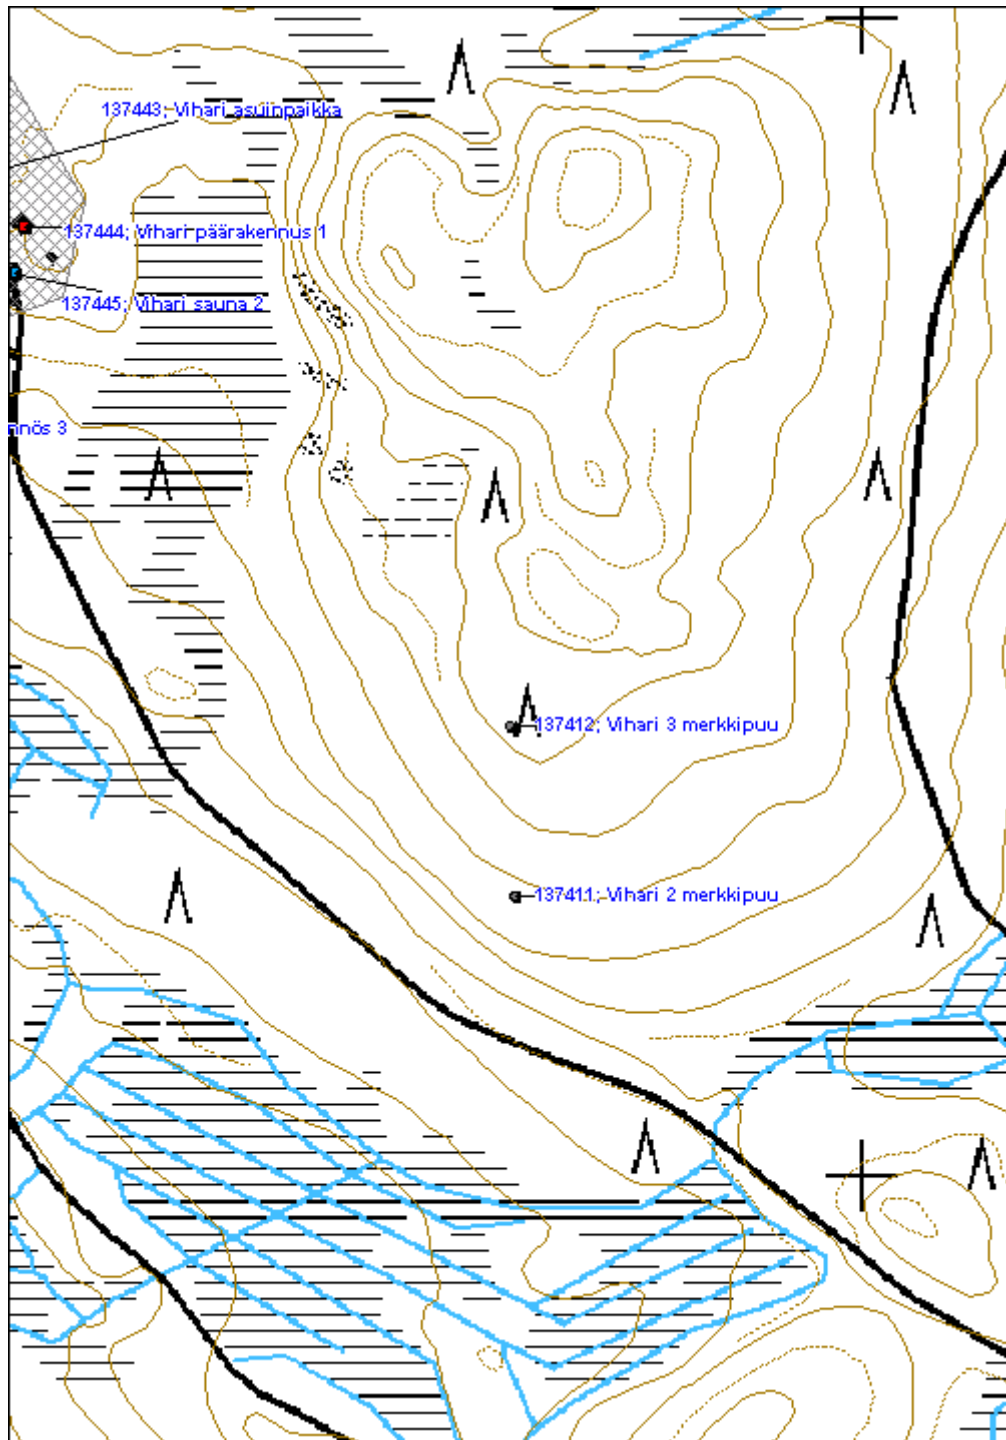 137443; Vihari asuinpaikka
137444; Vihari päärakennus 1
137445; Vihari sauna 2
nnös 3
137412; Vihari 3 merkkipuu
137411; Vihari 2 merkkipuu